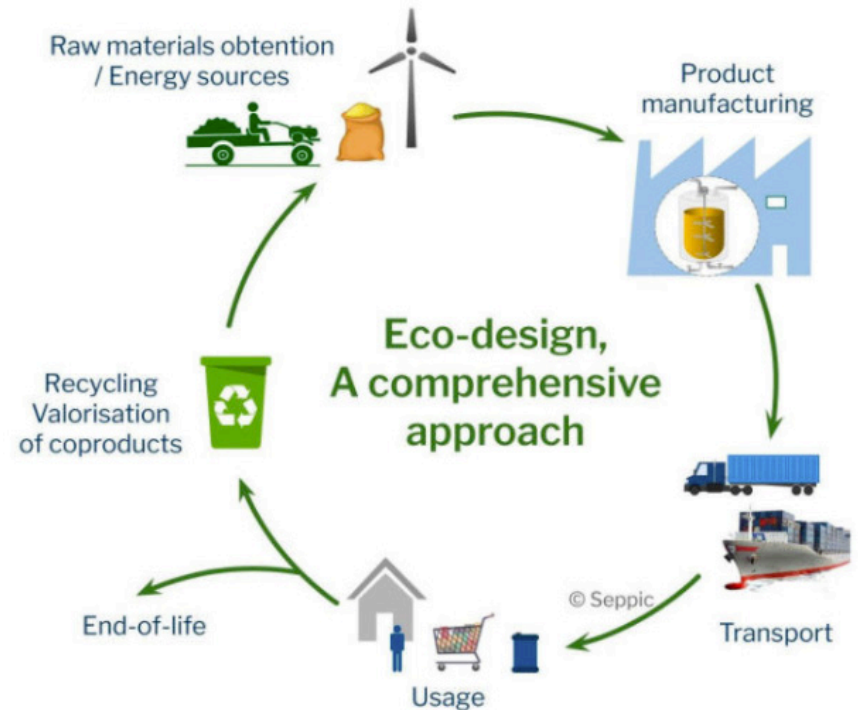 Raw materials obtention
/ Energy sources
Product
manufacturing
Eco-design,
A comprehensive
approach
Recycling
Valorisation
of coproducts
© Seppic
End-of-life
Transport
Usage